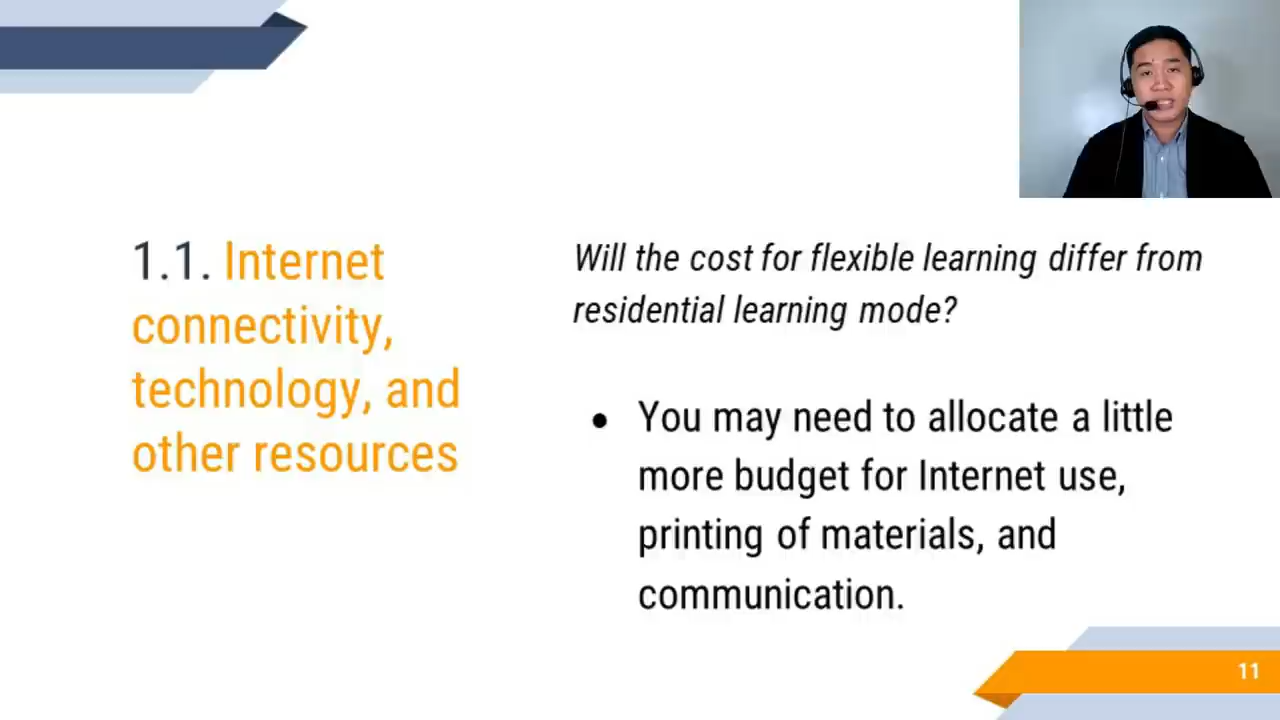 1.1. Internet
connectivity,
technology, and
other resources
Will the cost for flexible learning differ from
residential learning mode?
• You may need to allocate a little
more budget for Internet use,
printing of materials, and
communication.
11